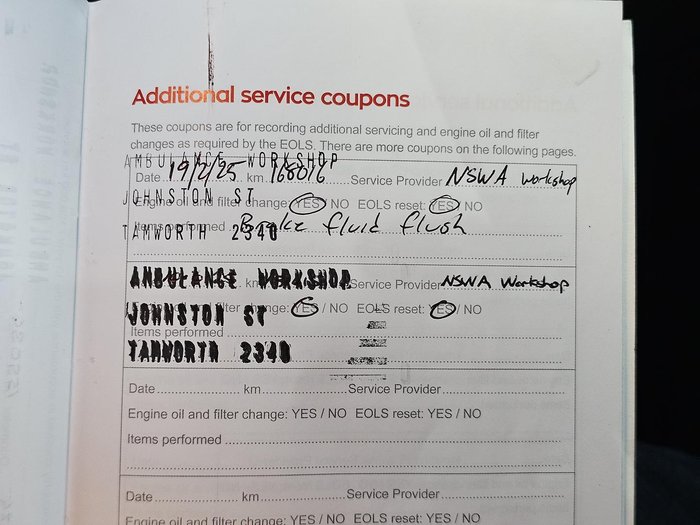 Additional service coupons
These coupons are for recording additional servicing and engine oil and filter
changes as required by the EOLS. There are more coupons on the following pages.
AMBULANCE WORKSHOP
Date 19/2/25 km 168016 Service Provider NSWA workshop
JOHNSTON ST
Engine oil and filter change: YES / NO EOLS reset: YES / NO
Items performed Brake fluid flush
TAMWORTH 2340
AMBULANCE WORKSHOP
Service Provider NSWA Workshop
filter change: YES / NO EOLS reset: YES / NO
JOHNSTON ST
Items performed
TAMWORTH 2340
Date km Service Provider
Engine oil and filter change: YES / NO EOLS reset: YES / NO
Items performed
Date km Service Provider
Engine oil and filter change: YES / NO EOLS reset: YES / NO